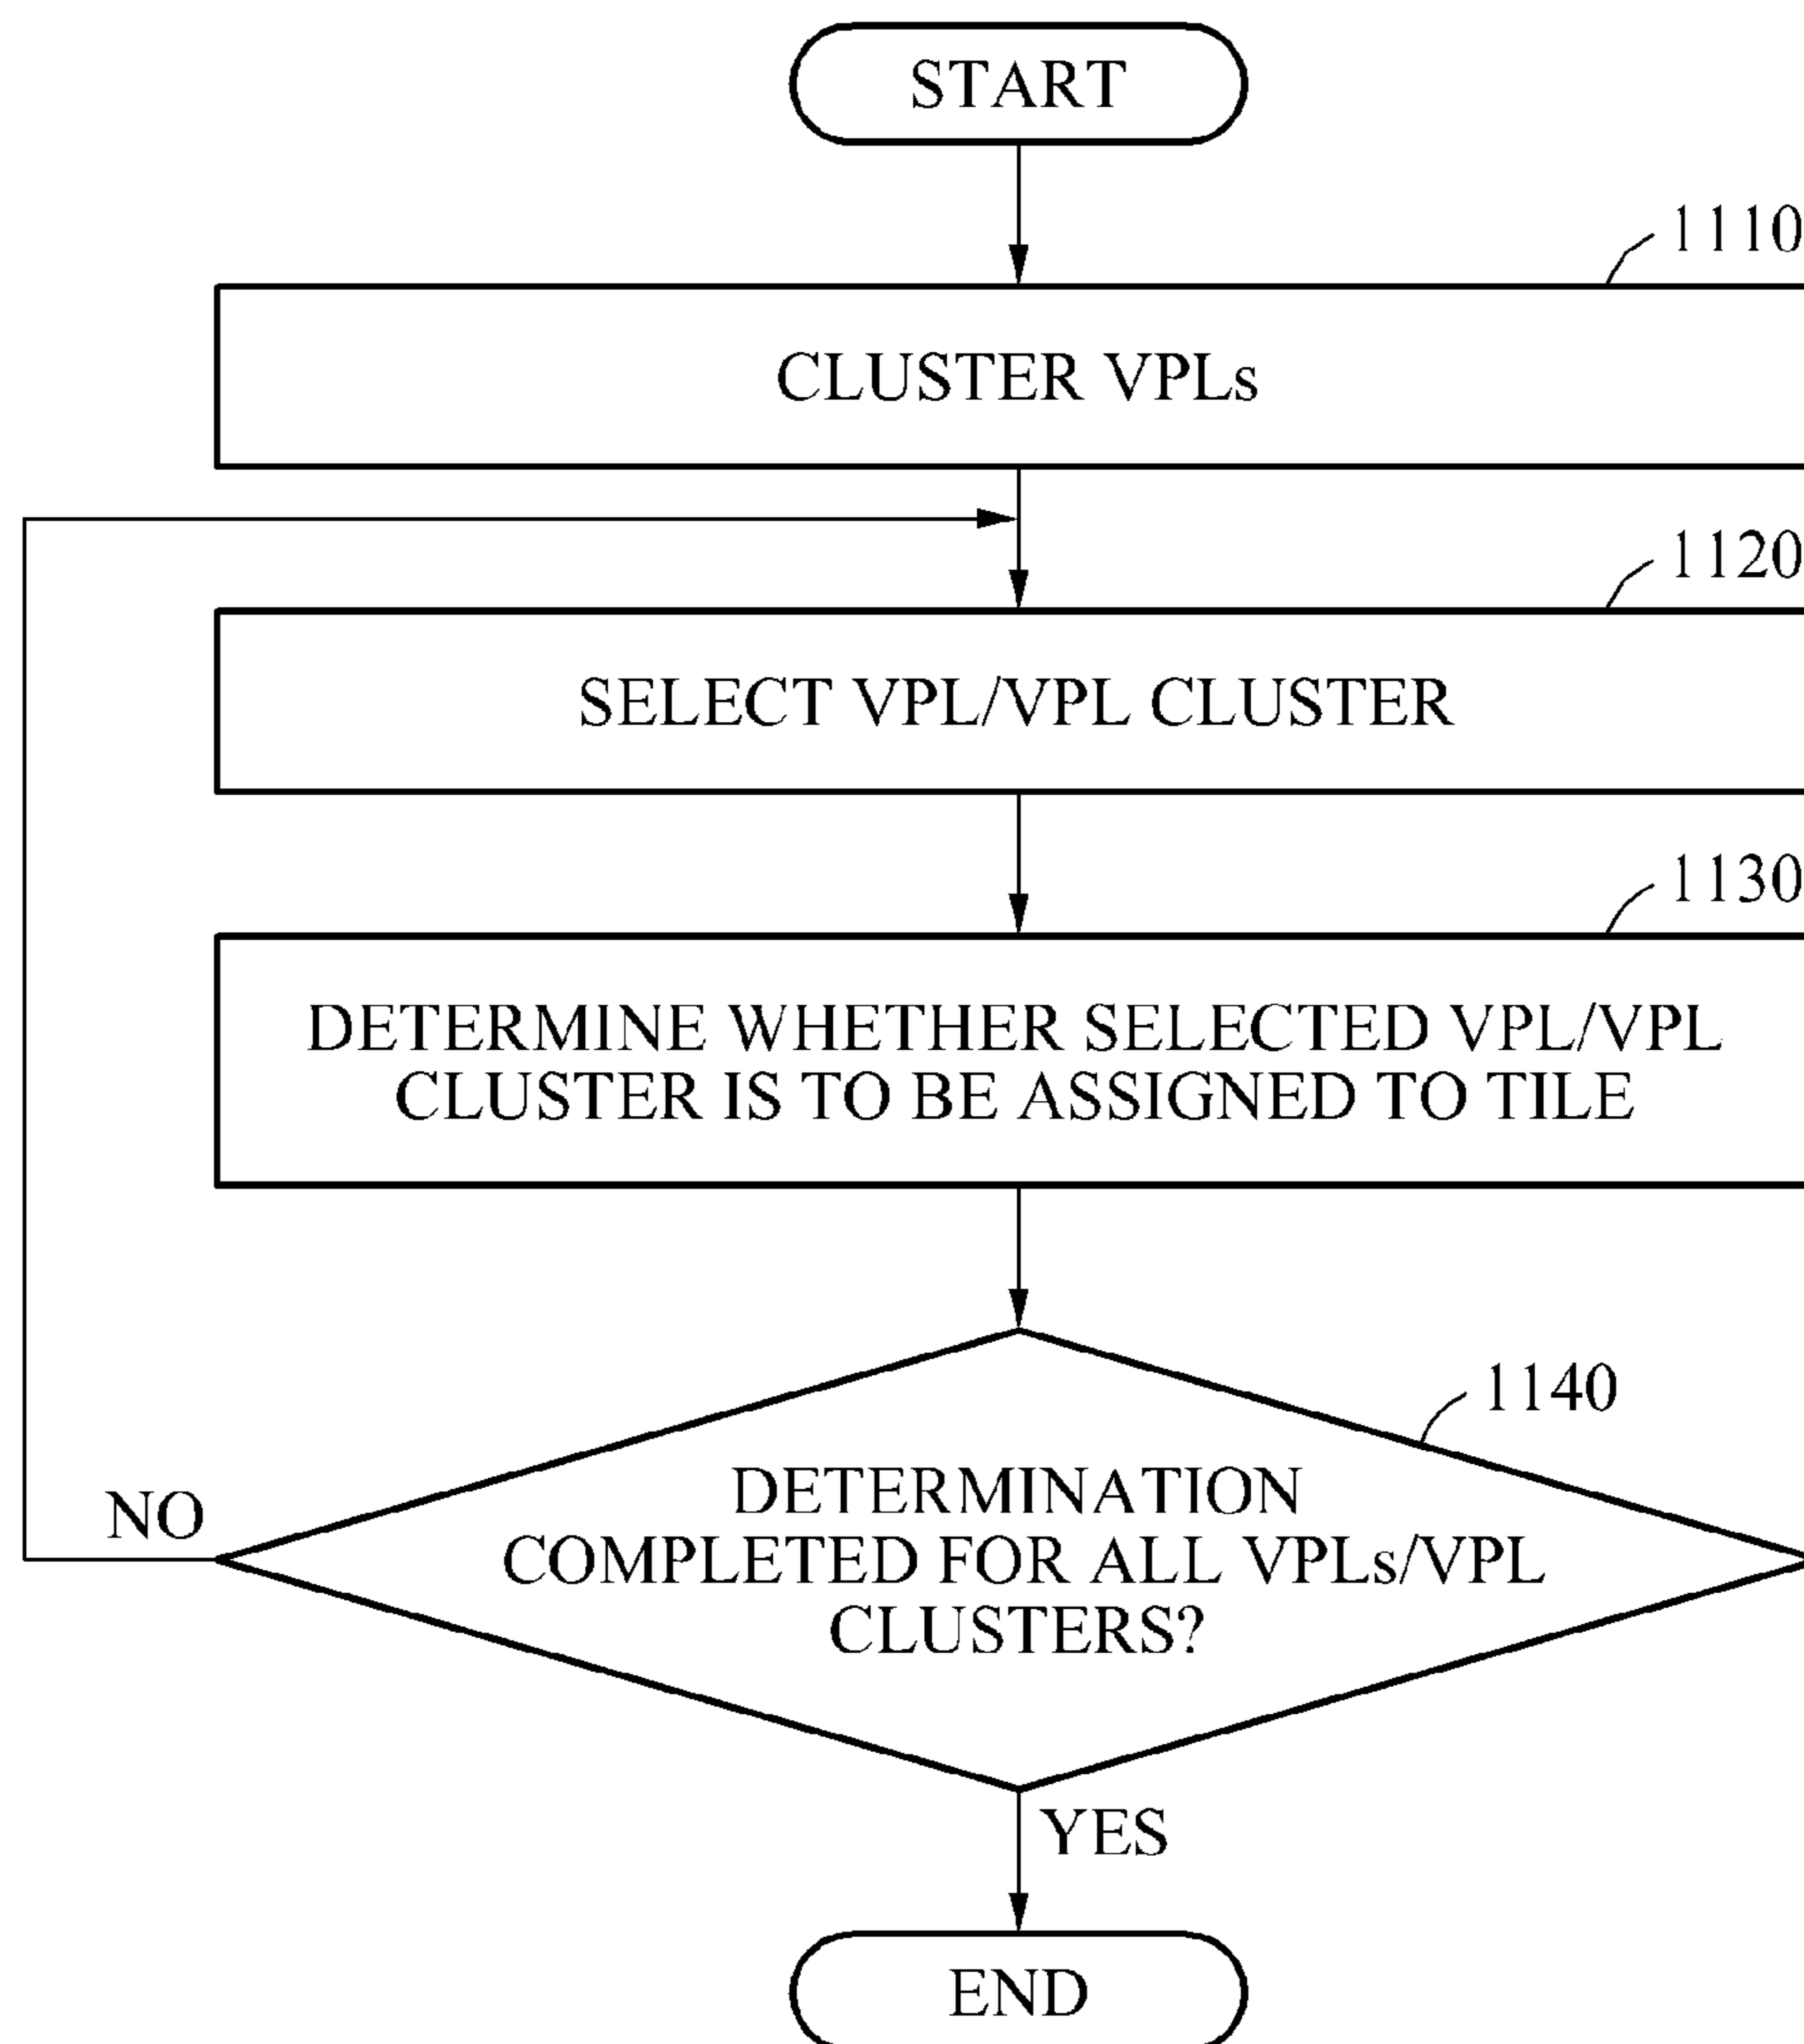 START
1110
CLUSTER VPLs
1120
SELECT VPL/VPL CLUSTER
1130
DETERMINE WHETHER SELECTED VPL/VPL
CLUSTER IS TO BE ASSIGNED TO TILE
1140
DETERMINATION
COMPLETED FOR ALL VPLs/VPL
CLUSTERS?
NO
YES
END